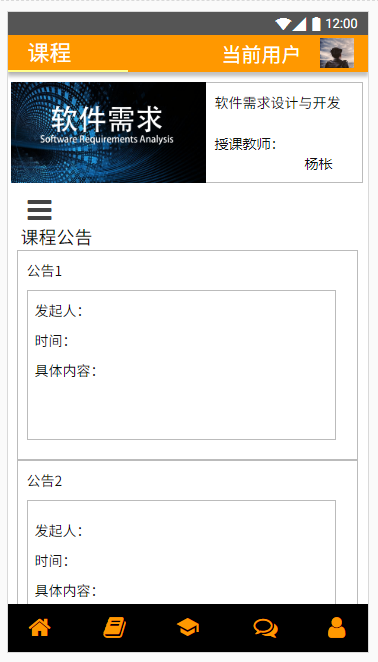 12:00
课程
当前用户
软件需求
Software Requirements Analysis
软件需求设计与开发
授课教师：
杨枨
课程公告
公告1
发起人：
时间：
具体内容：
公告2
发起人：
时间：
具体内容：